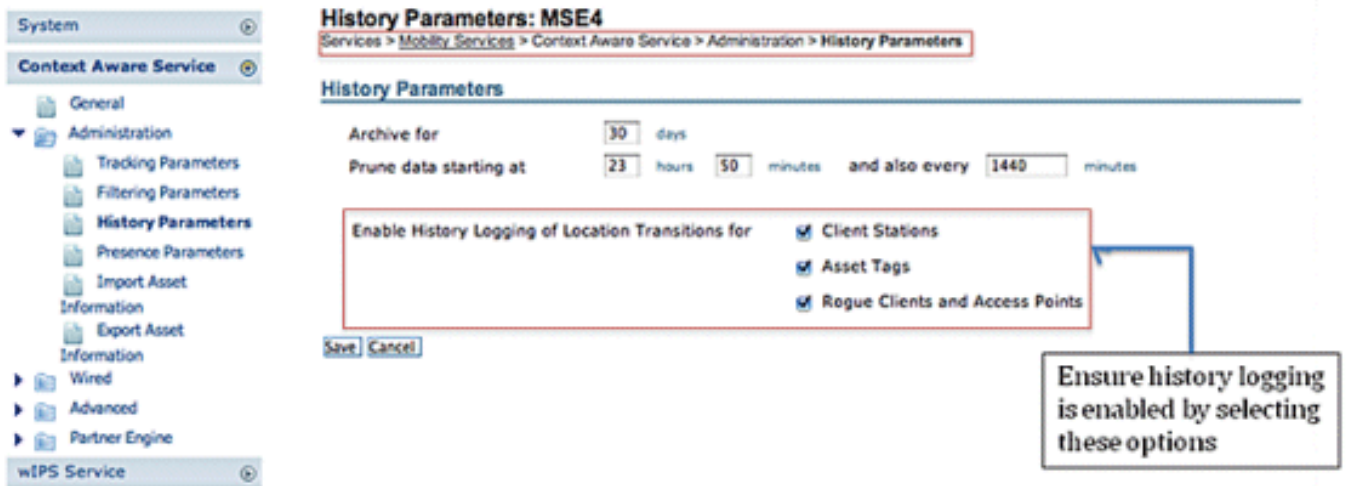 System
Context Aware Service
General
Administration
Tracking Parameters
Filtering Parameters
History Parameters
Presence Parameters
Import Asset
Information
Export Asset
Information
Wired
Advanced
Partner Engine
wIPS Service
History Parameters: MSE4
Services > Mobility Services > Context Aware Service > Administration > History Parameters
History Parameters
Archive for 30 days
Prune data starting at 23 hours 50 minutes and also every 1440 minutes
Enable History Logging of Location Transitions for
Client Stations
Asset Tags
Rogue Clients and Access Points
Save Cancel
Ensure history logging
is enabled by selecting
these options